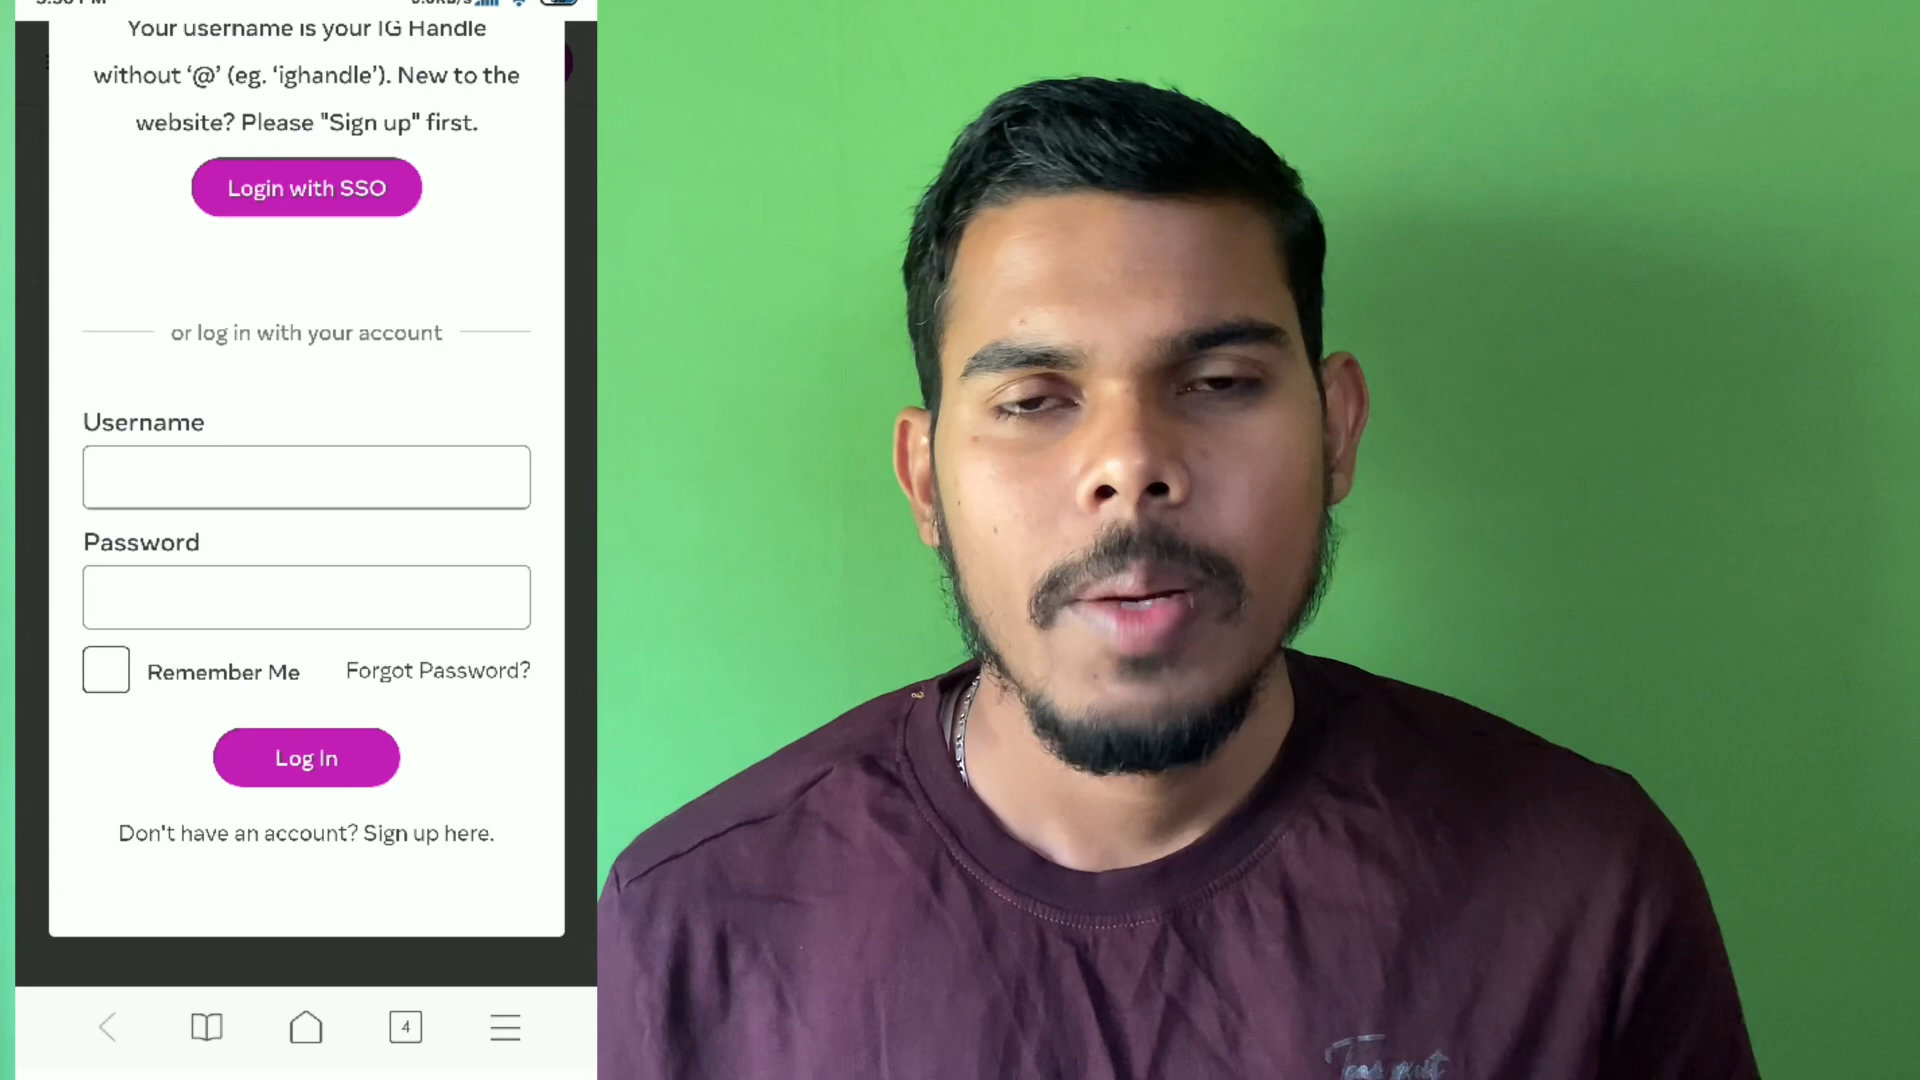 Your username is your IG Handle
without ‘@’ (eg. ‘ighandle’). New to the
website? Please "Sign up" first.
Login with SSO
or log in with your account
Username
Password
Remember Me
Forgot Password?
Log In
Don't have an account? Sign up here.
4